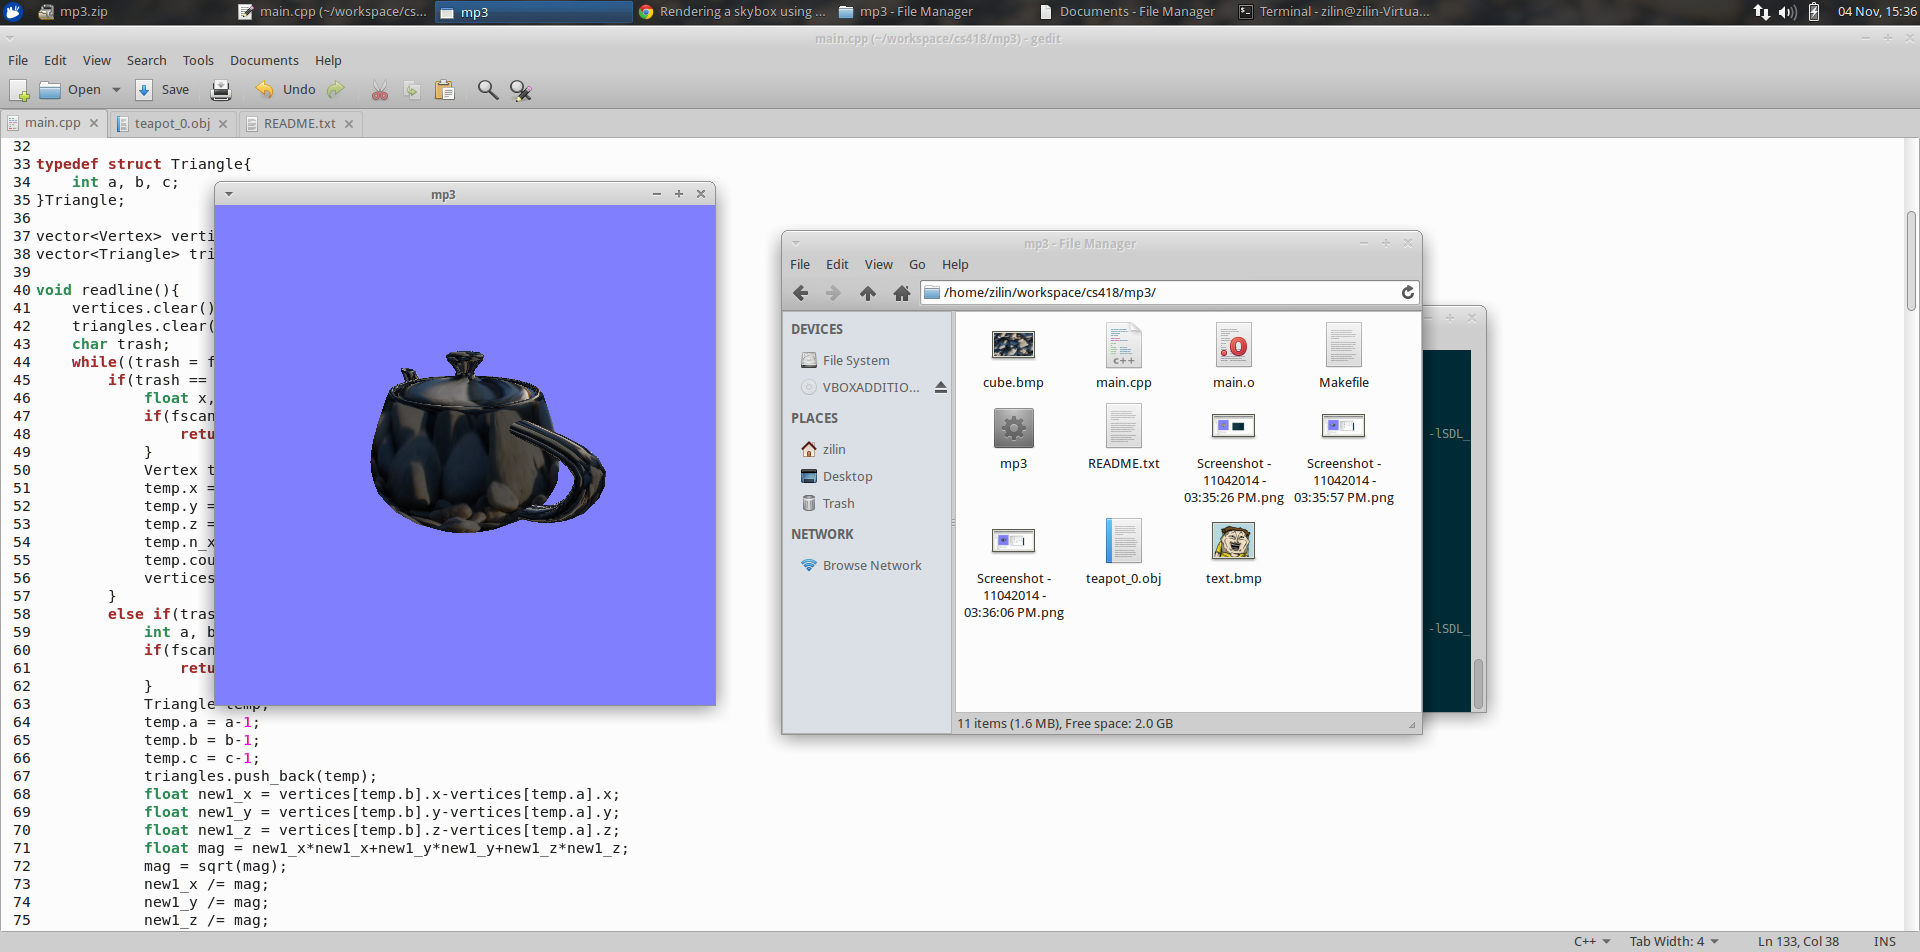 mp3.zip
main.cpp (~/workspace/cs...
mp3
Rendering a skybox using ...
mp3 - File Manager
Documents - File Manager
Terminal - zilin@zilin-Virtua...
04 Nov, 15:36
main.cpp (~/workspace/cs418/mp3) - gedit
File Edit View Search Tools Documents Help
Open Save Undo
main.cpp teapot_0.obj README.txt
32
33 typedef struct Triangle{
34 int a, b, c;
35 }Triangle;
36
37 vector<Vertex> verti
38 vector<Triangle> tri
39
40 void readline(){
41 vertices.clear()
42 triangles.clear(
43 char trash;
44 while((trash = f
45 if(trash ==
46 float x,
47 if(fscan
48 retu
49 }
50 Vertex t
51 temp.x =
52 temp.y =
53 temp.z =
54 temp.n_x
55 temp.cou
56 vertices
57 }
58 else if(tras
59 int a, b
60 if(fscan
61 retu
62 }
63 Triangle temp;
64 temp.a = a-1;
65 temp.b = b-1;
66 temp.c = c-1;
67 triangles.push_back(temp);
68 float new1_x = vertices[temp.b].x-vertices[temp.a].x;
69 float new1_y = vertices[temp.b].y-vertices[temp.a].y;
70 float new1_z = vertices[temp.b].z-vertices[temp.a].z;
71 float mag = new1_x*new1_x+new1_y*new1_y+new1_z*new1_z;
72 mag = sqrt(mag);
73 new1_x /= mag;
74 new1_y /= mag;
75 new1_z /= mag;
mp3
mp3 - File Manager
File Edit View Go Help
/home/zilin/workspace/cs418/mp3/
DEVICES
File System
VBOXADDITIO...
PLACES
zilin
Desktop
Trash
NETWORK
Browse Network
cube.bmp
main.cpp
main.o
Makefile
mp3
README.txt
Screenshot -
11042014 -
03:35:26 PM.png
Screenshot -
11042014 -
03:35:57 PM.png
Screenshot -
11042014 -
03:36:06 PM.png
teapot_0.obj
text.bmp
11 items (1.6 MB), Free space: 2.0 GB
-lSDL_
-lSDL_
C++ Tab Width: 4 Ln 133, Col 38 INS